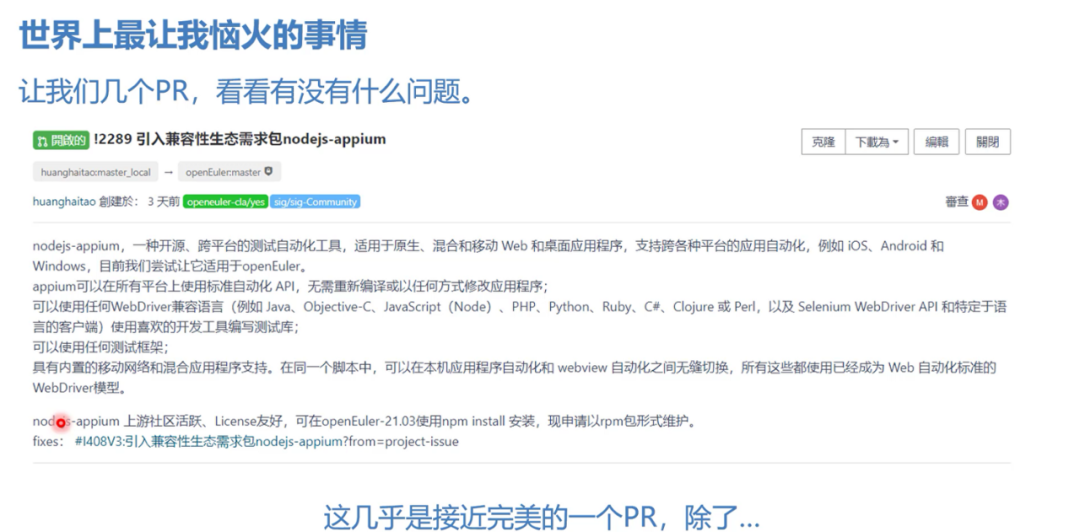 世界上最让我恼火的事情
让我们几个PR，看看有没有什么问题。
開啟的 !2289 引入兼容性生态需求包nodejs-appium
克隆 下載為 编輯 關閉
huanghaitao:master_local → openEuler:master
huanghaitao 創建於： 3 天前 openeuler-cla/yes sig/sig-Community
審查 M 木
nodejs-appium，一种开源、跨平台的测试自动化工具，适用于原生、混合和移动 Web 和桌面应用程序，支持跨各种平台的应用自动化，例如 iOS、Android 和
Windows，目前我们尝试让它适用于openEuler。
appium可以在所有平台上使用标准自动化 API，无需重新编译或以任何方式修改应用程序；
可以使用任何WebDriver兼容语言（例如 Java、Objective-C、JavaScript（Node）、PHP、Python、Ruby、C#、Clojure 或 Perl，以及 Selenium WebDriver API 和特定于语
言的客户端）使用喜欢的开发工具编写测试库；
可以使用任何测试框架；
具有内置的移动网络和混合应用程序支持。在同一个脚本中，可以在本机应用程序自动化和 webview 自动化之间无缝切换，所有这些都使用已经成为 Web 自动化标准的
WebDriver模型。
nodejs-appium 上游社区活跃、License友好，可在openEuler-21.03使用npm install 安装，现申请以rpm包形式维护。
fixes： #I408V3:引入兼容性生态需求包nodejs-appium?from=project-issue
这几乎是接近完美的一个PR，除了...